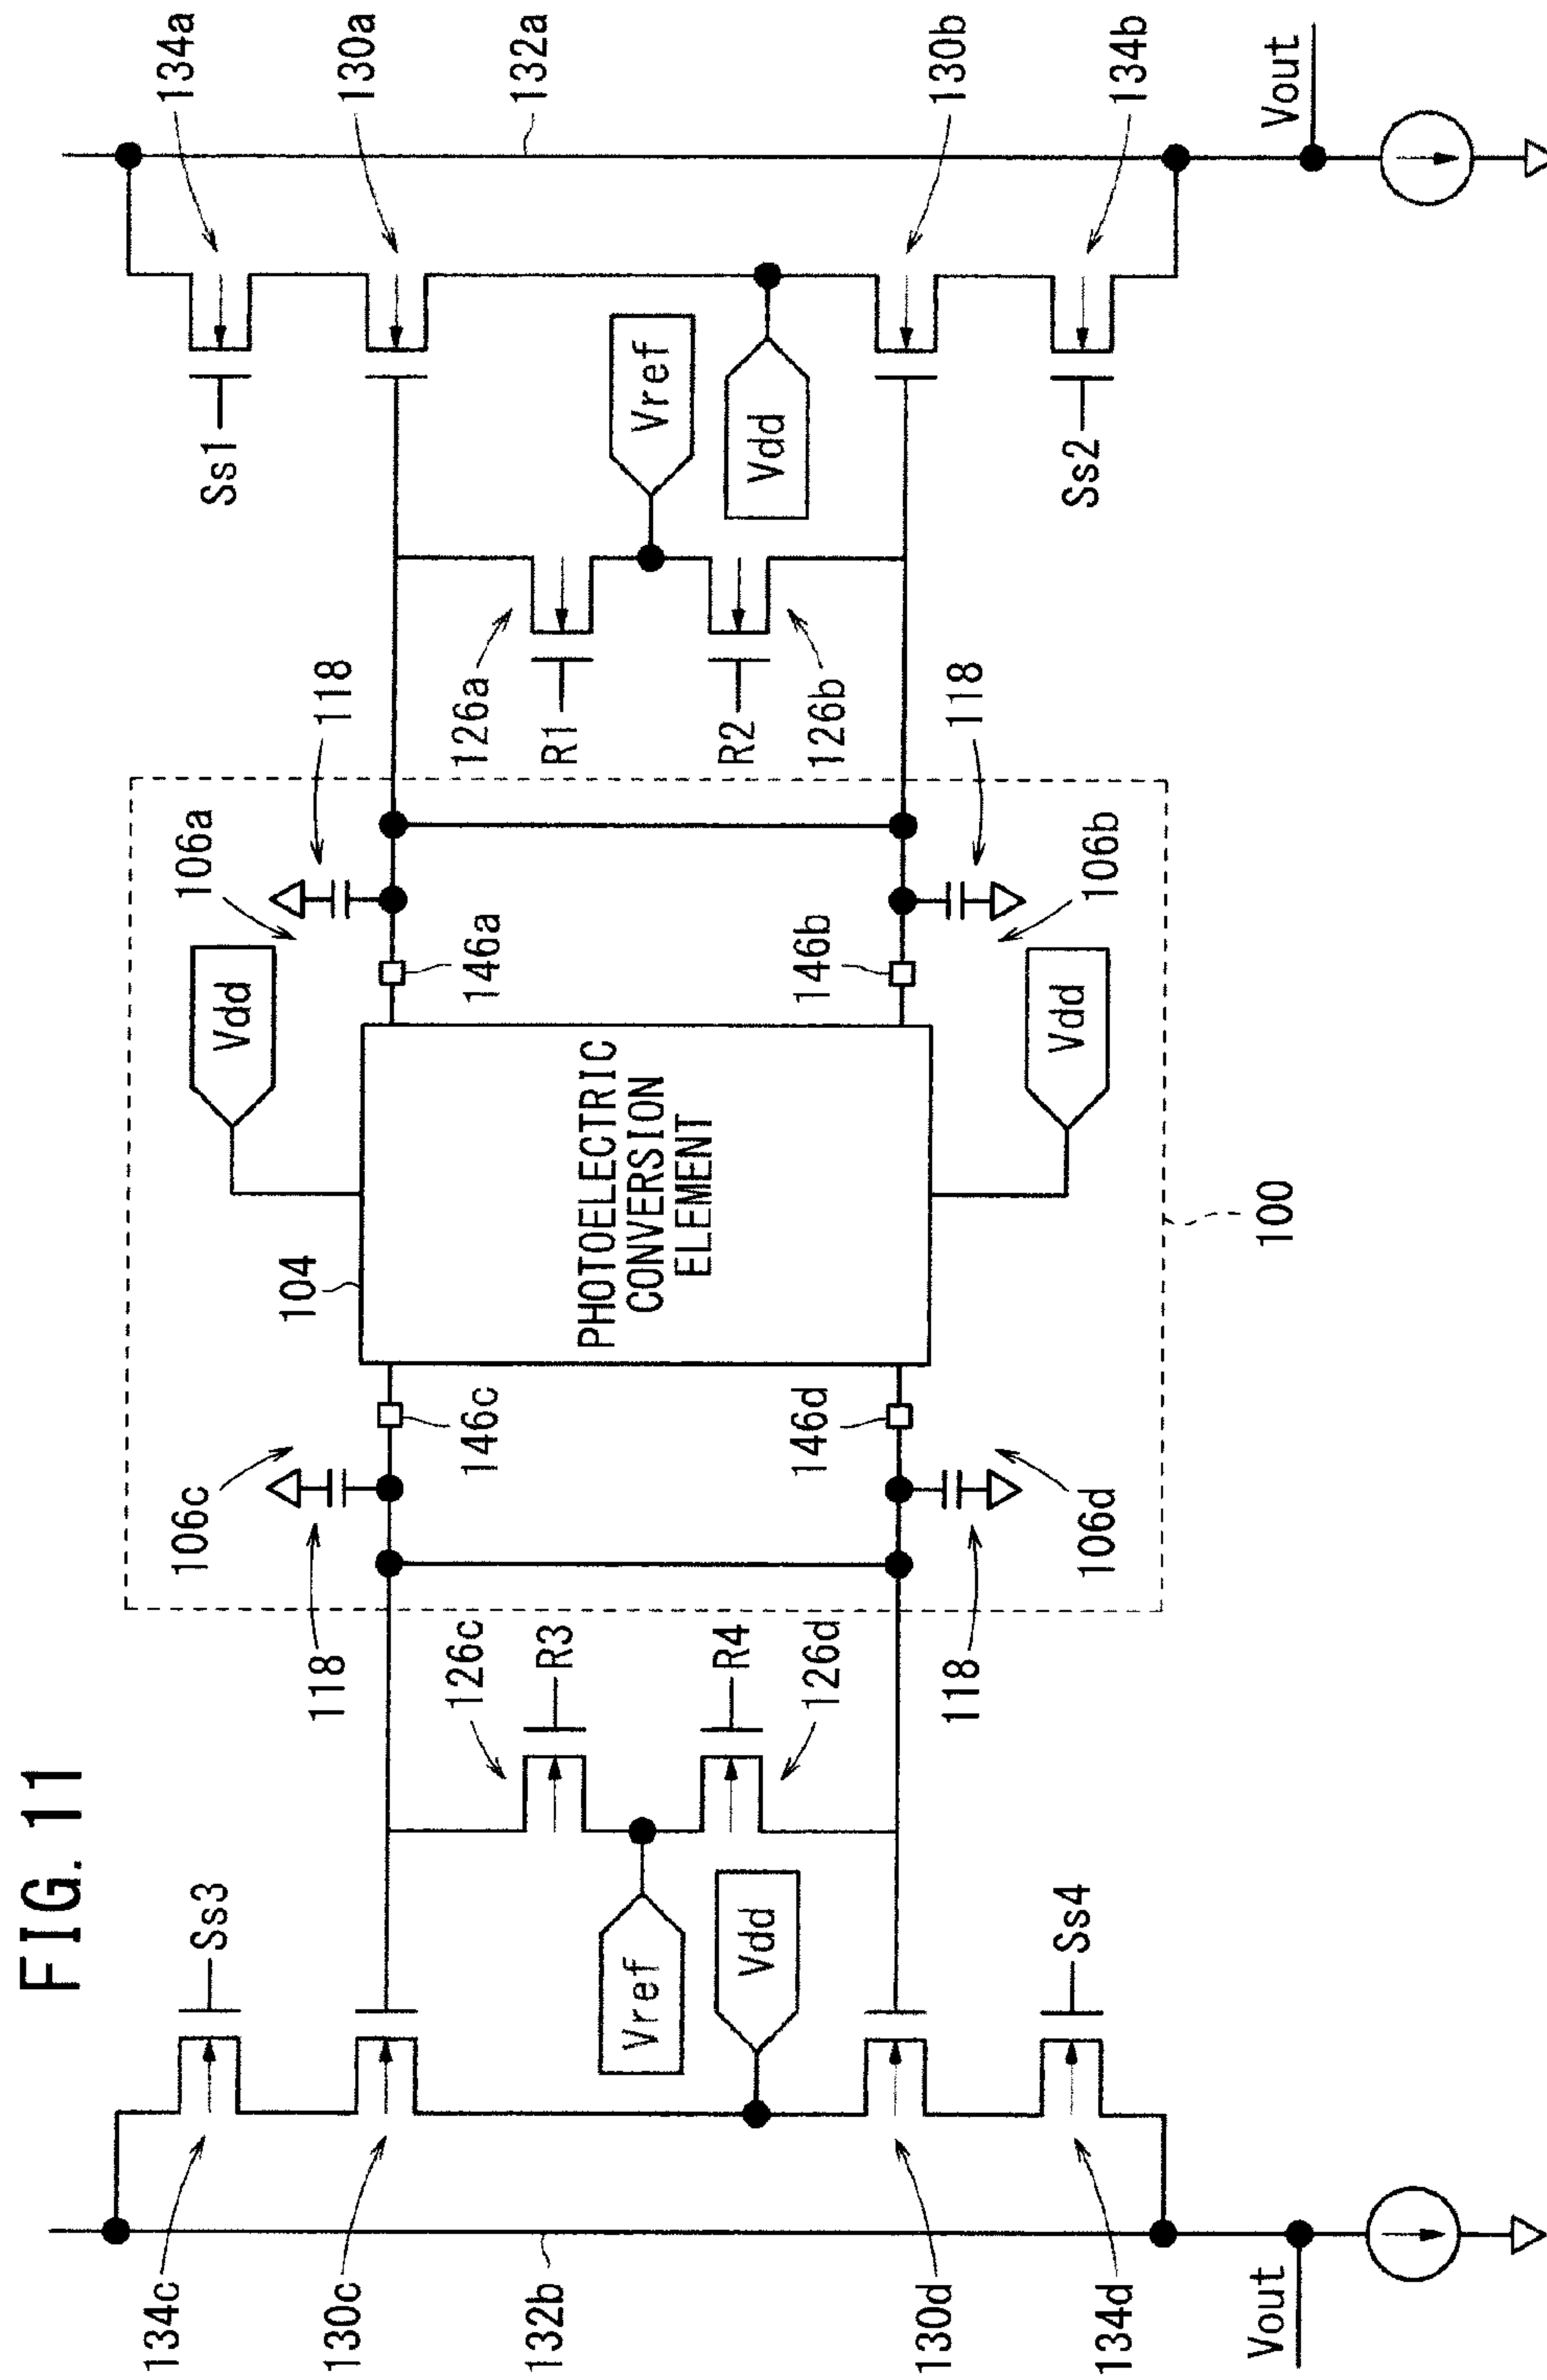 FIG. 11
134c
Ss3
106c
Vdd
106a
Ss1
134a
130c
118
104
118
130a
126c
146c
146a
126a
132b
R3
R1
132a
Vref
PHOTOELECTRIC
CONVERSION
ELEMENT
Vref
Vdd
R4
R2
Vdd
126d
146d
146b
126b
130d
118
118
130b
134d
Ss4
106d
Vdd
106b
Ss2
134b
Vout
100
Vout